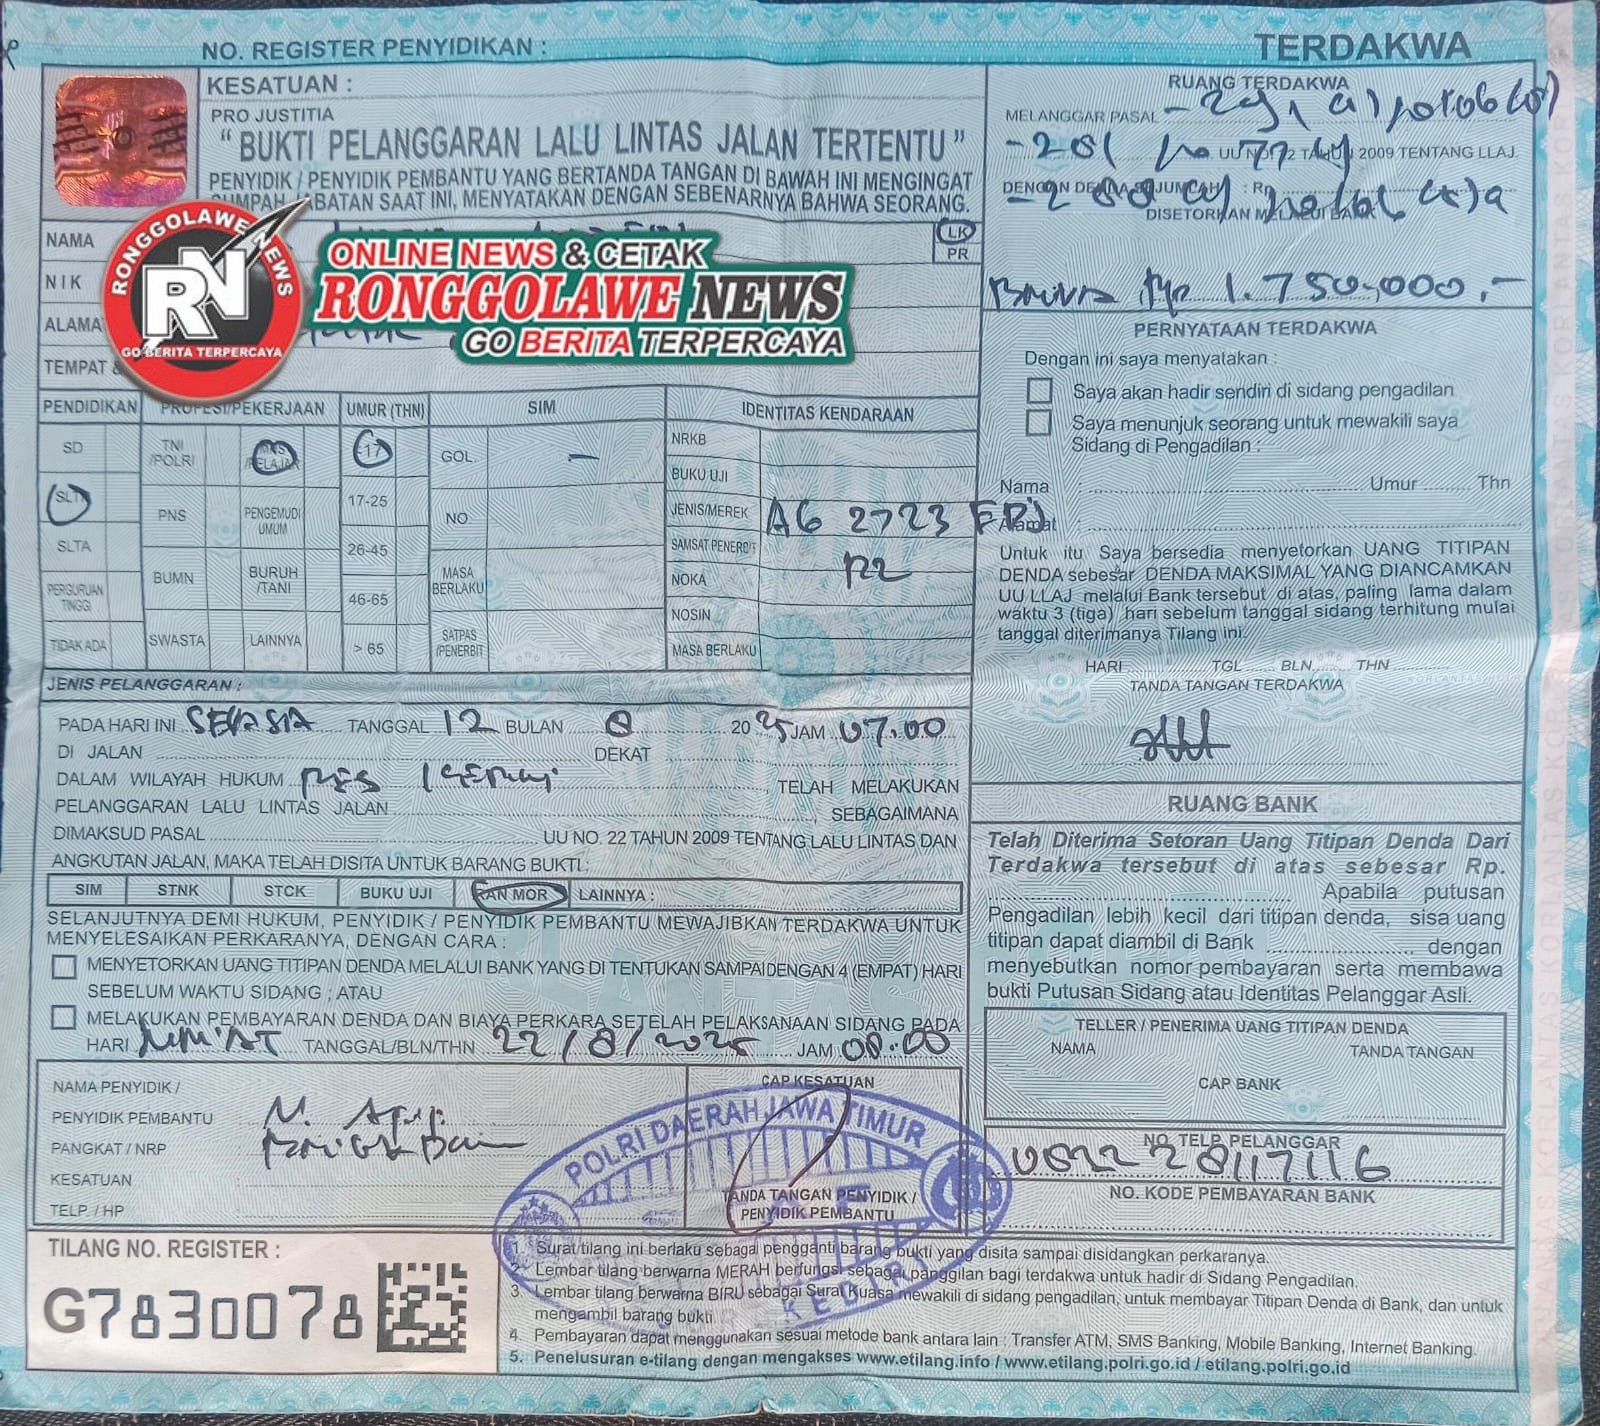 NO. REGISTER PENYIDIKAN :
TERDAKWA
KESATUAN :
PRO JUSTITIA
“ BUKTI PELANGGARAN LALU LINTAS JALAN TERTENTU ”
PENYIDIK / PENYIDIK PEMBANTU YANG BERTANDA TANGAN DI BAWAH INI MENGINGAT
SUMPAH JABATAN SAAT INI, MENYATAKAN DENGAN SEBENARNYA BAHWA SEORANG.
NAMA
LK
PR
NIK
ALAMA
TEMPAT &
RONGGOLAWE NEWS
RN
GO BERITA TERPERCAYA
ONLINE NEWS & CETAK
RONGGOLAWE NEWS
GO BERITA TERPERCAYA
PENDIDIKAN
PROFESI/PEKERJAAN
UMUR (THN)
SIM
IDENTITAS KENDARAAN
SD
SLTP
SLTA
PERGURUAN TINGGI
TIDAK ADA
TNI /POLRI
PNS
BUMN
SWASTA
MHS /PELAJAR
PENGEMUDI UMUM
BURUH /TANI
LAINNYA
<17
17-25
26-45
46-65
> 65
GOL –
NO.
MASA BERLAKU
SATPAS /PENERBIT
NRKB
BUKU UJI
JENIS/MEREK AG 2723 FPJ
SAMSAT PENERBIT
NOKA R2
NOSIN
MASA BERLAKU
JENIS PELANGGARAN :
PADA HARI INI SELASA TANGGAL 12 BULAN 8 2025 JAM 07.00
DI JALAN DEKAT
DALAM WILAYAH HUKUM RES KEDIRI, TELAH MELAKUKAN
PELANGGARAN LALU LINTAS JALAN , SEBAGAIMANA
DIMAKSUD PASAL UU NO. 22 TAHUN 2009 TENTANG LALU LINTAS DAN
ANGKUTAN JALAN, MAKA TELAH DISITA UNTUK BARANG BUKTI :
SIM STNK STCK BUKU UJI RAN MOR LAINNYA :
SELANJUTNYA DEMI HUKUM, PENYIDIK / PENYIDIK PEMBANTU MEWAJIBKAN TERDAKWA UNTUK
MENYELESAIKAN PERKARANYA, DENGAN CARA :
MENYETORKAN UANG TITIPAN DENDA MELALUI BANK YANG DI TENTUKAN SAMPAI DENGAN 4 (EMPAT) HARI
SEBELUM WAKTU SIDANG ; ATAU
MELAKUKAN PEMBAYARAN DENDA DAN BIAYA PERKARA SETELAH PELAKSANAAN SIDANG PADA
HARI JUM'AT TANGGAL/BLN/THN 22/8/2025 JAM 08.00
NAMA PENYIDIK /
PENYIDIK PEMBANTU
PANGKAT / NRP
KESATUAN
TELP. / HP
CAP KESATUAN
POLRI DAERAH JAWA TIMUR
KEDIRI
TANDA TANGAN PENYIDIK /
PENYIDIK PEMBANTU
TILANG NO. REGISTER :
G7830078
RUANG TERDAKWA
MELANGGAR PASAL
UU NO. 22 TAHUN 2009 TENTANG LLAJ.
DENGAN DENDA SEJUMLAH : Rp
DISETORKAN MELALUI BANK
Rp 1.750.000.-
PERNYATAAN TERDAKWA
Dengan ini saya menyatakan :
Saya akan hadir sendiri di sidang pengadilan
Saya menunjuk seorang untuk mewakili saya
Sidang di Pengadilan :
Nama : Umur Thn
Alamat :
Untuk itu Saya bersedia menyetorkan UANG TITIPAN
DENDA sebesar DENDA MAKSIMAL YANG DIANCAMKAN
UU LLAJ melalui Bank tersebut di atas, paling lama dalam
waktu 3 (tiga) hari sebelum tanggal sidang terhitung mulai
tanggal diterimanya Tilang ini.
HARI TGL BLN THN
TANDA TANGAN TERDAKWA
RUANG BANK
Telah Diterima Setoran Uang Titipan Denda Dari
Terdakwa tersebut di atas sebesar Rp.
Apabila putusan
Pengadilan lebih kecil dari titipan denda, sisa uang
titipan dapat diambil di Bank dengan
menyebutkan nomor pembayaran serta membawa
bukti Putusan Sidang atau Identitas Pelanggar Asli.
TELLER / PENERIMA UANG TITIPAN DENDA
NAMA TANDA TANGAN
CAP BANK
NO. TELP. PELANGGAR
NO. KODE PEMBAYARAN BANK
1. Surat tilang ini berlaku sebagai pengganti barang bukti yang disita sampai disidangkan perkaranya.
2. Lembar tilang berwarna MERAH berfungsi sebagai panggilan bagi terdakwa untuk hadir di Sidang Pengadilan.
3. Lembar tilang berwarna BIRU sebagai Surat Kuasa mewakili di sidang pengadilan, untuk membayar Titipan Denda di Bank, dan untuk
mengambil barang bukti.
4. Pembayaran dapat menggunakan sesuai metode bank antara lain : Transfer ATM, SMS Banking, Mobile Banking, Internet Banking.
5. Penelusuran e-tilang dengan mengakses www.etilang.info / www.etilang.polri.go.id / etilang.polri.go.id